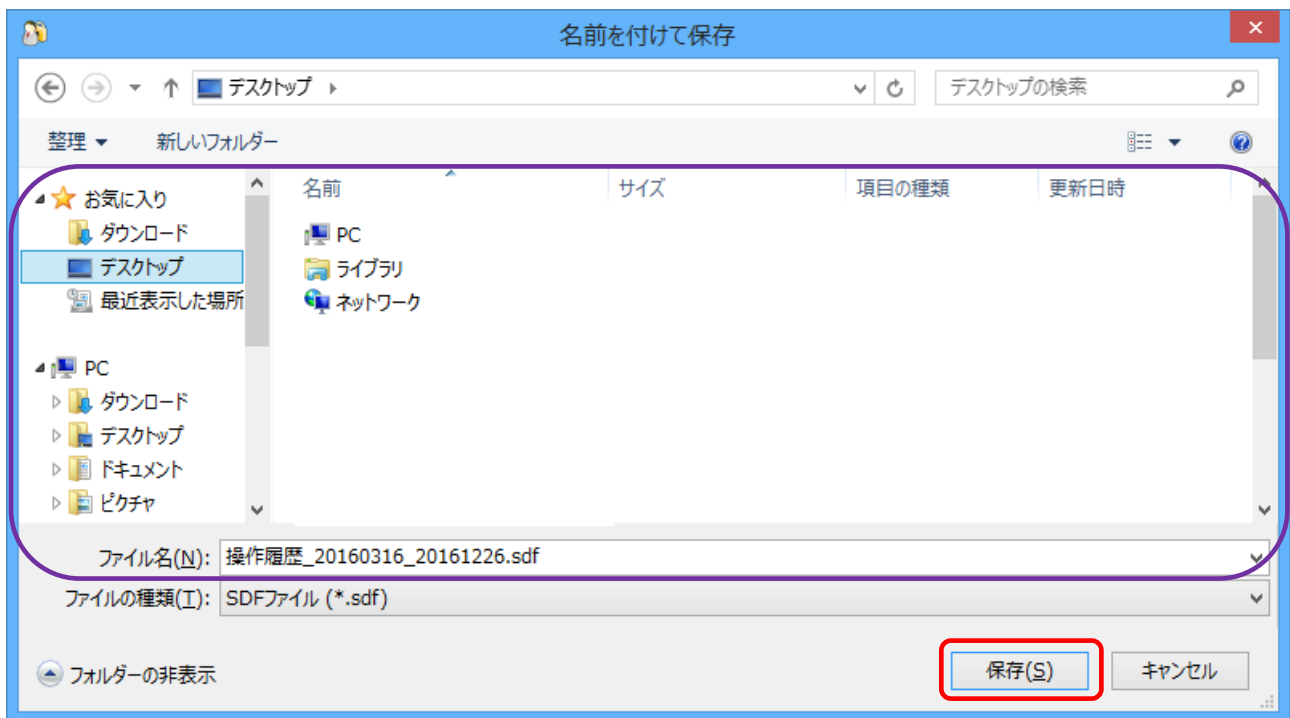 名前を付けて保存
デスクトップ
デスクトップの検索
整理
新しいフォルダー
お気に入り
ダウンロード
デスクトップ
最近表示した場所
PC
ダウンロード
デスクトップ
ドキュメント
ピクチャ
名前 サイズ 項目の種類 更新日時
PC
ライブラリ
ネットワーク
ファイル名(N): 操作履歴_20160316_20161226.sdf
ファイルの種類(T): SDFファイル (*.sdf)
フォルダーの非表示
保存(S)
キャンセル